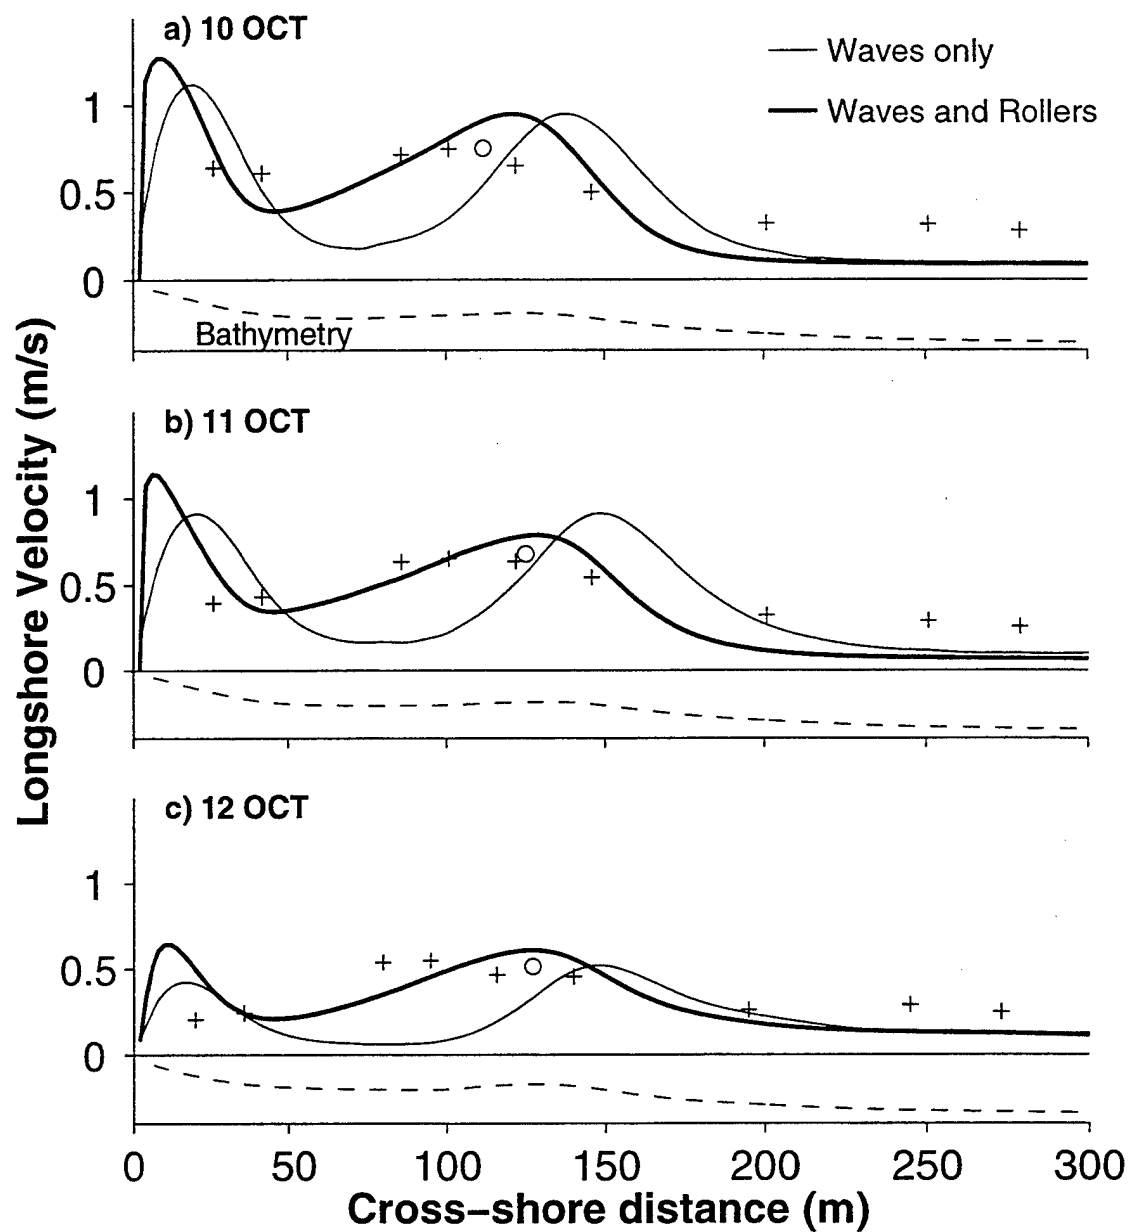 a) 10 OCT
Waves only
Waves and Rollers
1
0.5
0
Bathymetry
b) 11 OCT
1
0.5
0
Longshore Velocity (m/s)
c) 12 OCT
1
0.5
0
0 50 100 150 200 250 300
Cross-shore distance (m)